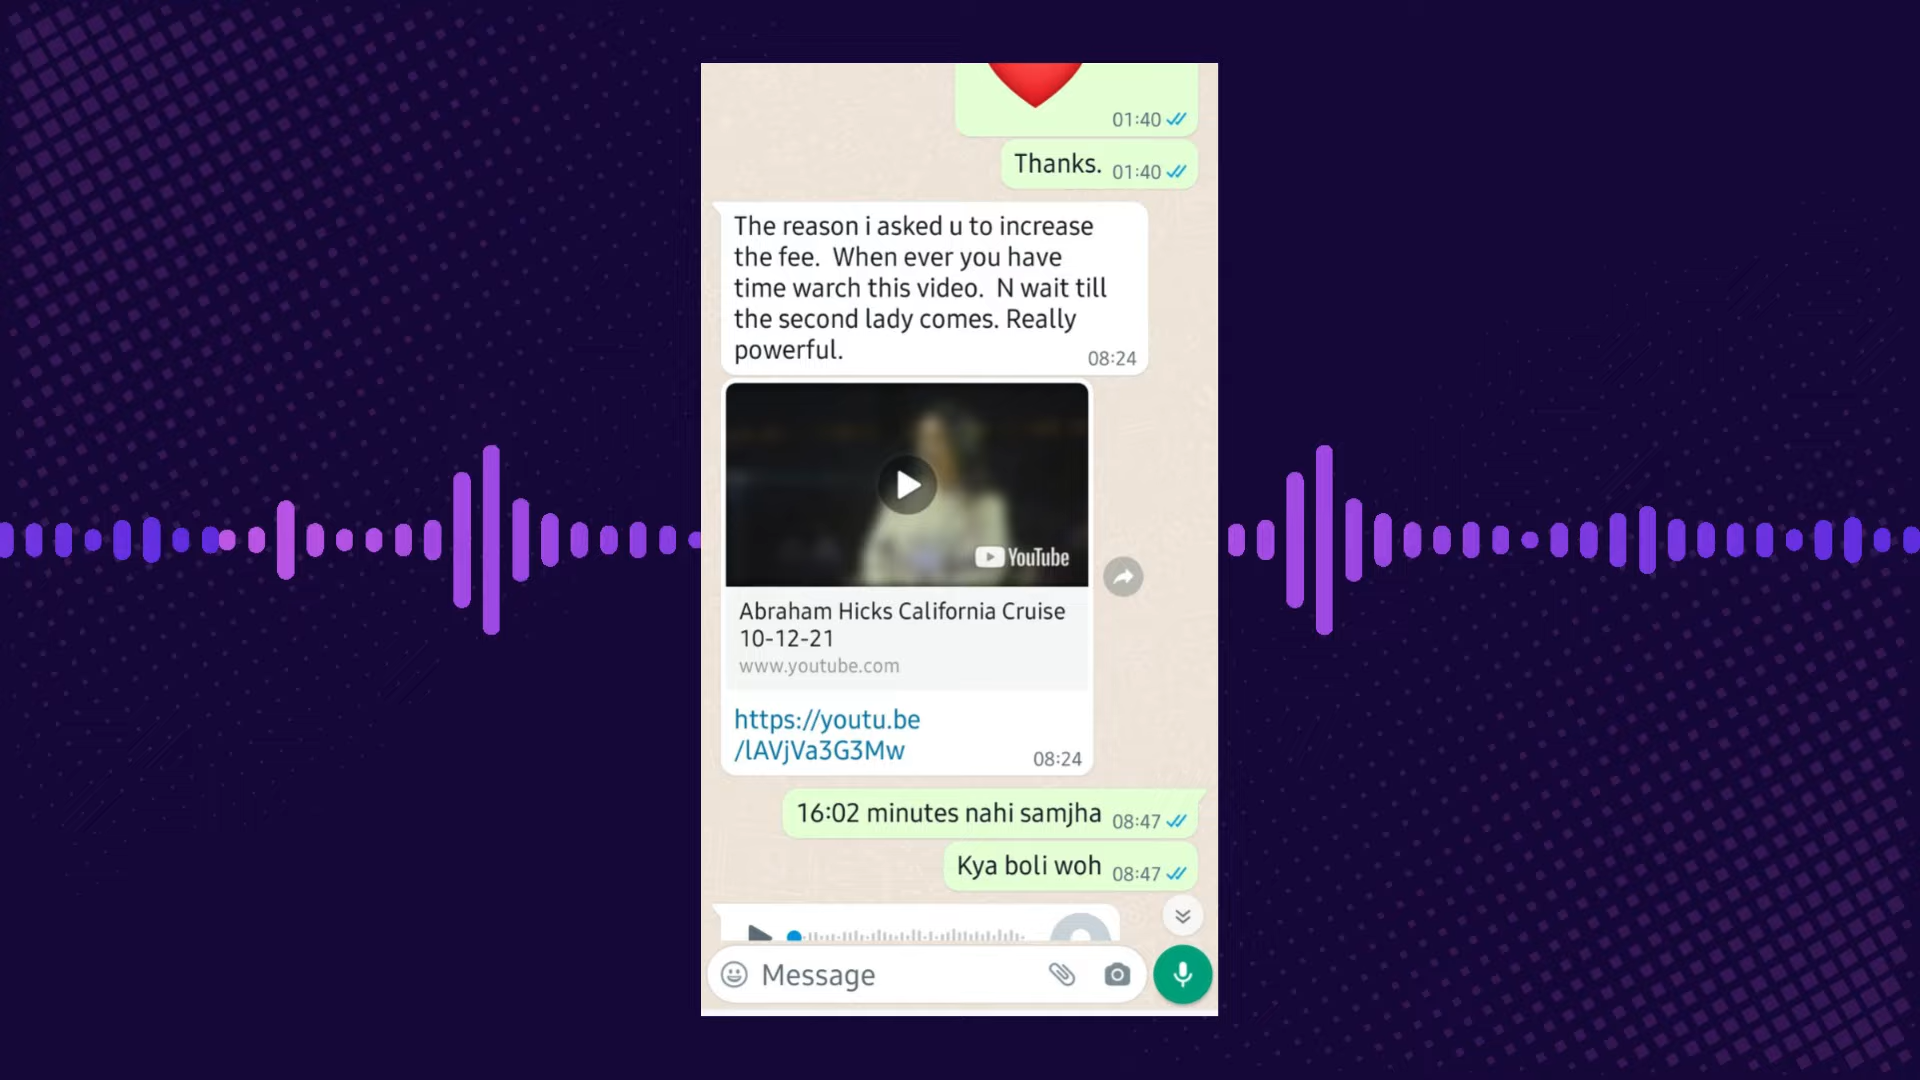 01:40
Thanks. 01:40
The reason i asked u to increase
the fee.  When ever you have
time warch this video.  N wait till
the second lady comes. Really
powerful.
08:24
YouTube
Abraham Hicks California Cruise
10-12-21
www.youtube.com
https://youtu.be
/lAVjVa3G3Mw
08:24
16:02 minutes nahi samjha 08:47
Kya boli woh 08:47
Message